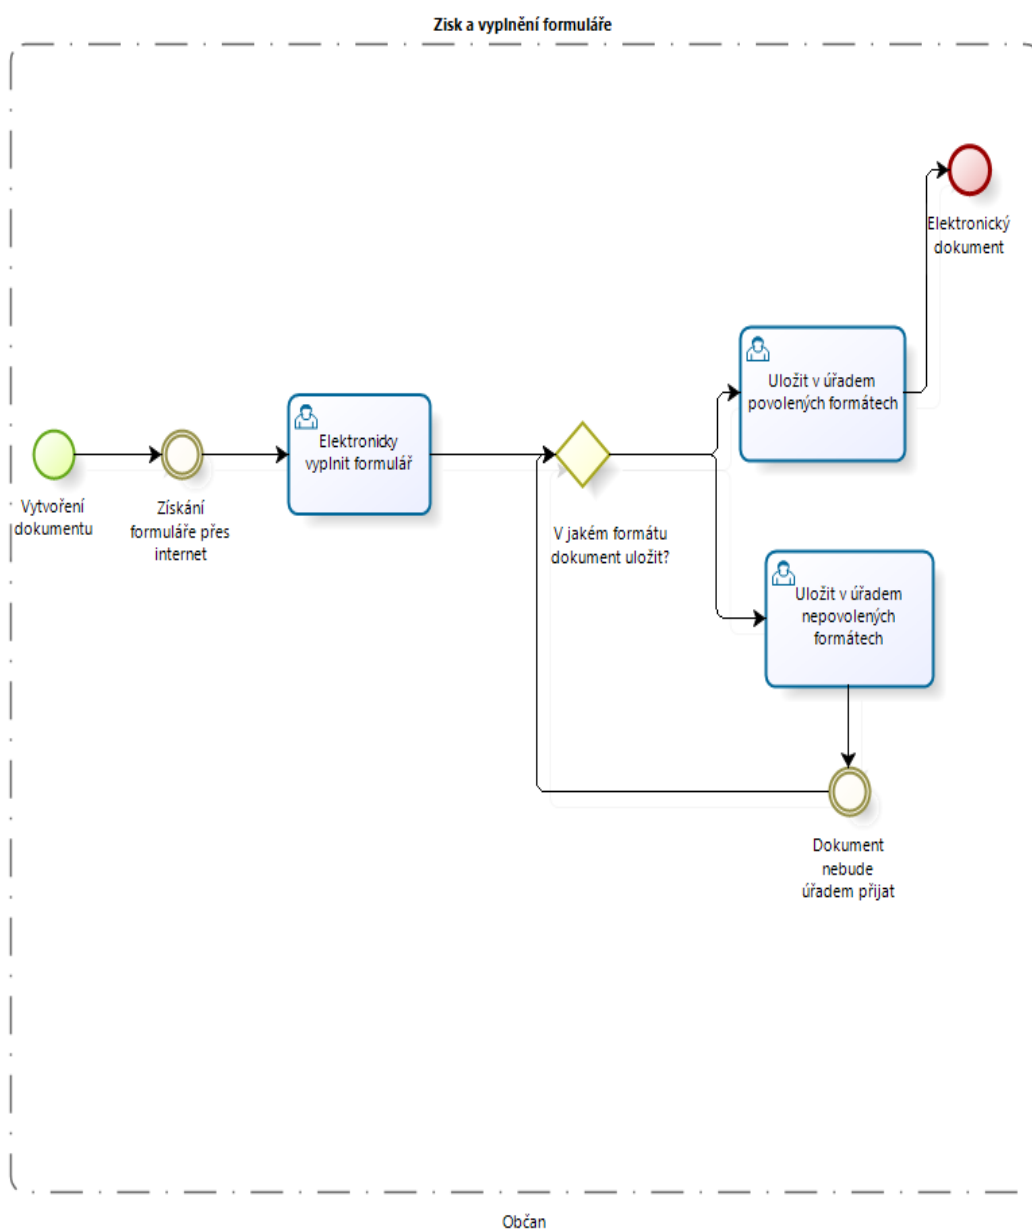 Zisk a vyplnění formuláře
Elektronický
dokument
Uložit v úřadem
povolených formátech
Elektronicky
vyplnit formulář
Vytvoření
dokumentu
Získání
formuláře přes
internet
V jakém formátu
dokument uložit?
Uložit v úřadem
nepovolených
formátech
Dokument
nebude
úřadem přijat
Občan